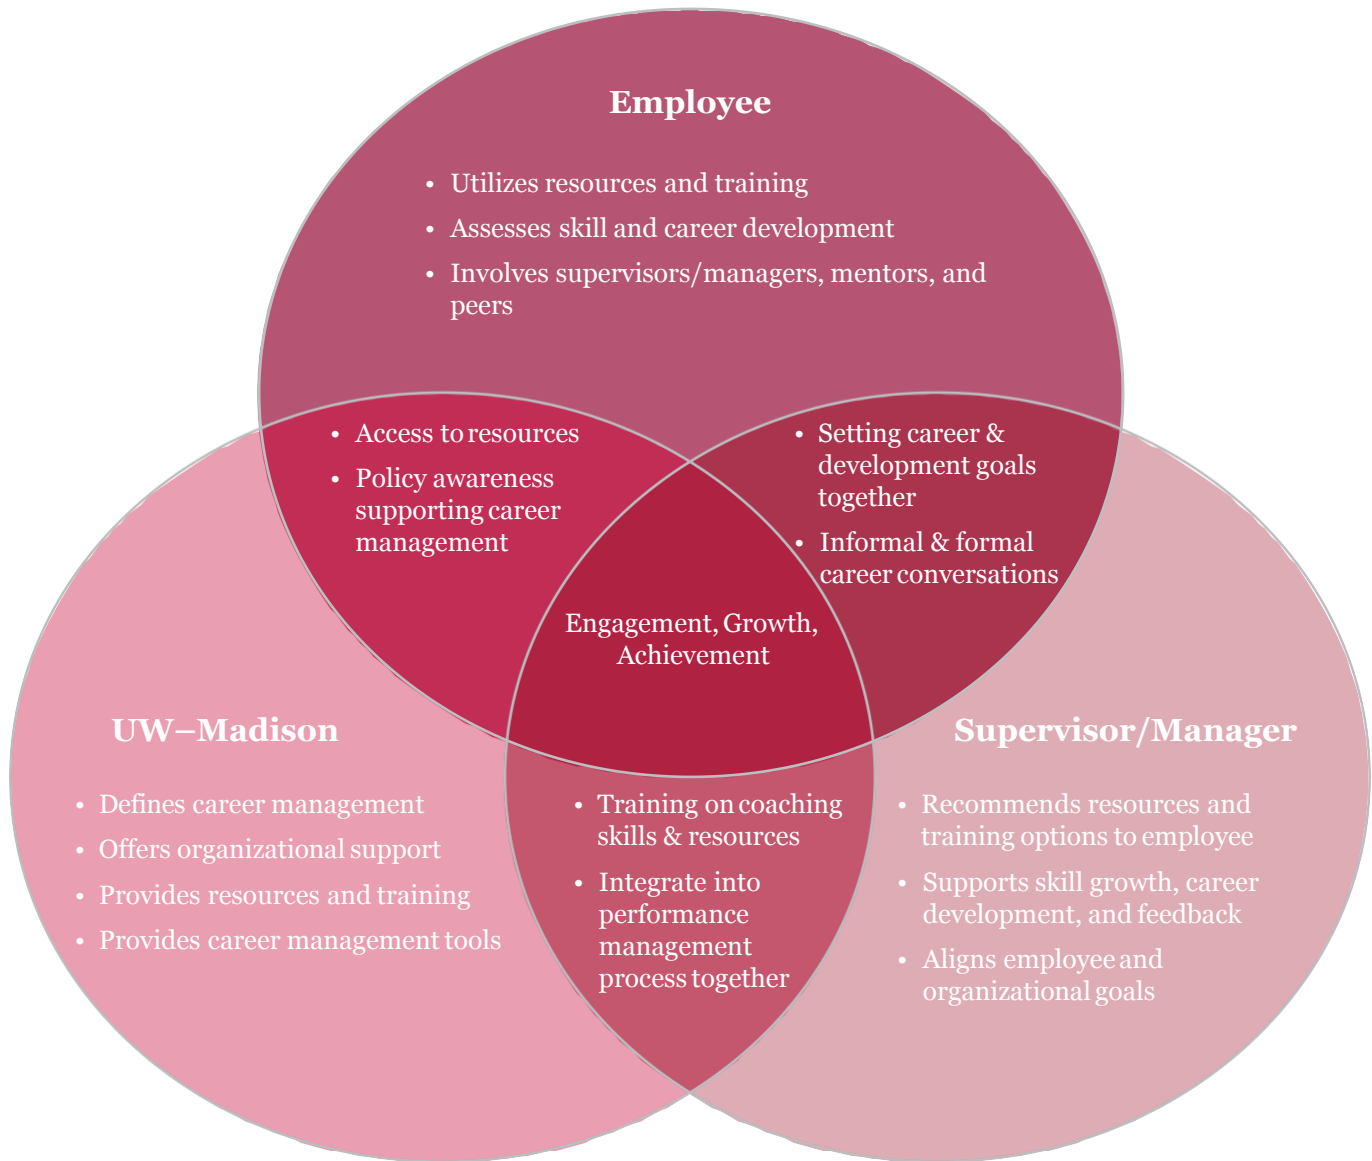 Employee
• Utilizes resources and training
• Assesses skill and career development
• Involves supervisors/managers, mentors, and
peers
• Access to resources
• Policy awareness
supporting career
management
• Setting career &
development goals
together
• Informal & formal
career conversations
Engagement, Growth,
Achievement
UW–Madison
• Defines career management
• Offers organizational support
• Provides resources and training
• Provides career management tools
• Training on coaching
skills & resources
• Integrate into
performance
management
process together
Supervisor/Manager
• Recommends resources and
training options to employee
• Supports skill growth, career
development, and feedback
• Aligns employee and
organizational goals